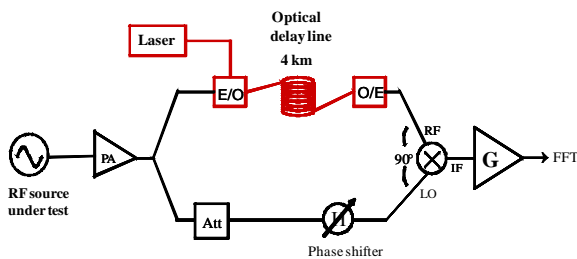 Optical
delay line
4 km
Laser
E/O
O/E
RF
PA
90°
G
IF
FFT
RF source
under test
LO
Att
Π
Phase shifter